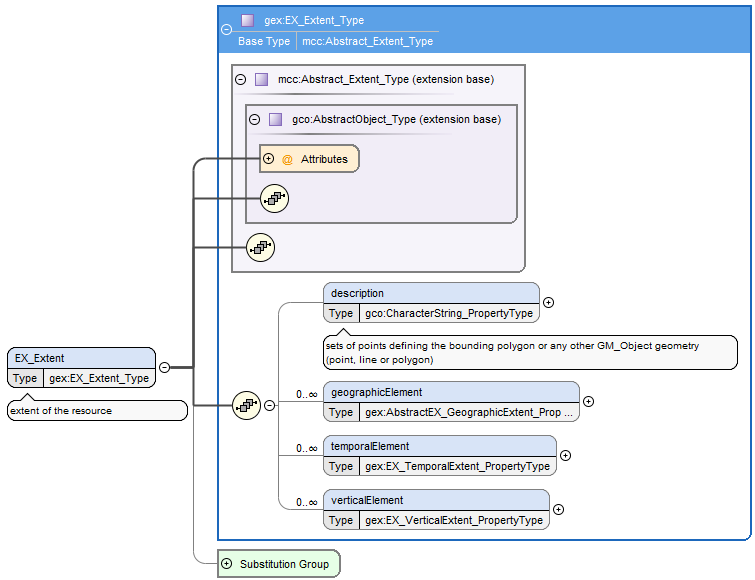 gex:EX_Extent_Type
Base Type mcc:Abstract_Extent_Type
mcc:Abstract_Extent_Type (extension base)
gco:AbstractObject_Type (extension base)
@ Attributes
description
Type gco:CharacterString_PropertyType
sets of points defining the bounding polygon or any other GM_Object geometry
(point, line or polygon)
EX_Extent
Type gex:EX_Extent_Type
extent of the resource
0..∞ geographicElement
Type gex:AbstractEX_GeographicExtent_Prop ...
0..∞ temporalElement
Type gex:EX_TemporalExtent_PropertyType
0..∞ verticalElement
Type gex:EX_VerticalExtent_PropertyType
Substitution Group